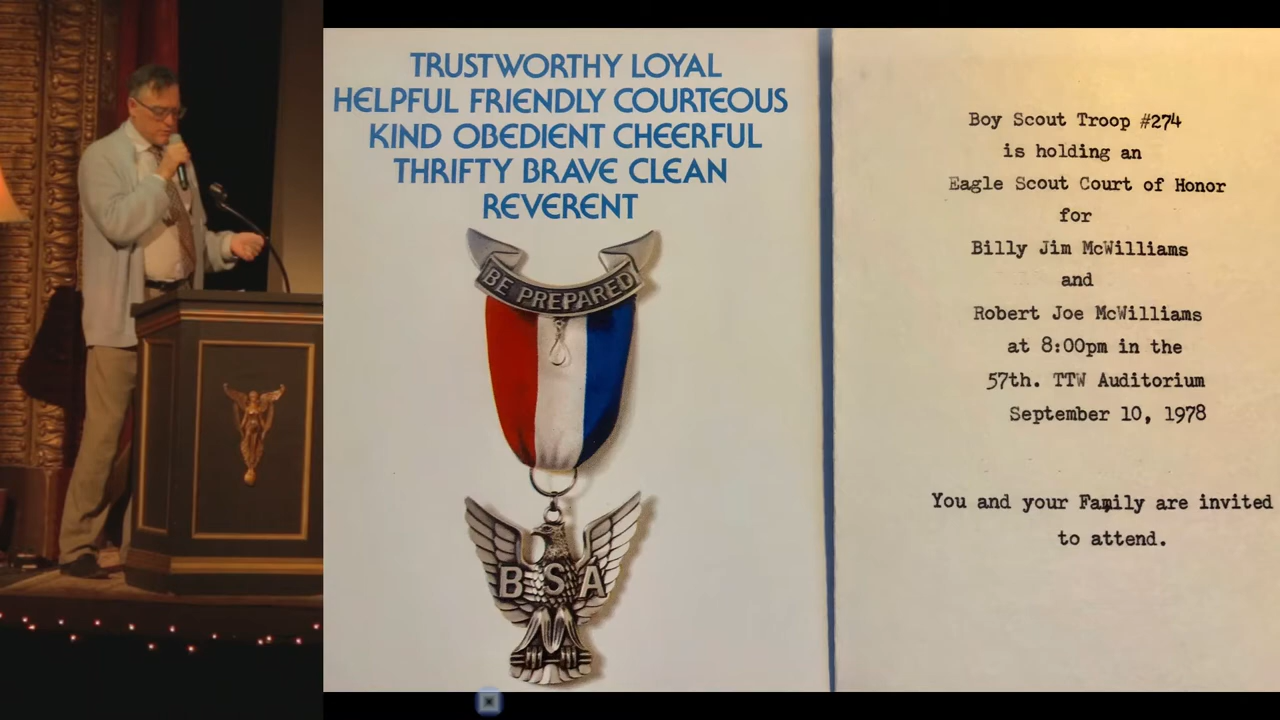 TRUSTWORTHY LOYAL
HELPFUL FRIENDLY COURTEOUS
KIND OBEDIENT CHEERFUL
THRIFTY BRAVE CLEAN
REVERENT
BE PREPARED
BSA
Boy Scout Troop #274
is holding an
Eagle Scout Court of Honor
for
Billy Jim McWilliams
and
Robert Joe McWilliams
at 8:00pm in the
57th. TTW Auditorium
September 10, 1978
You and your Family are invited
to attend.